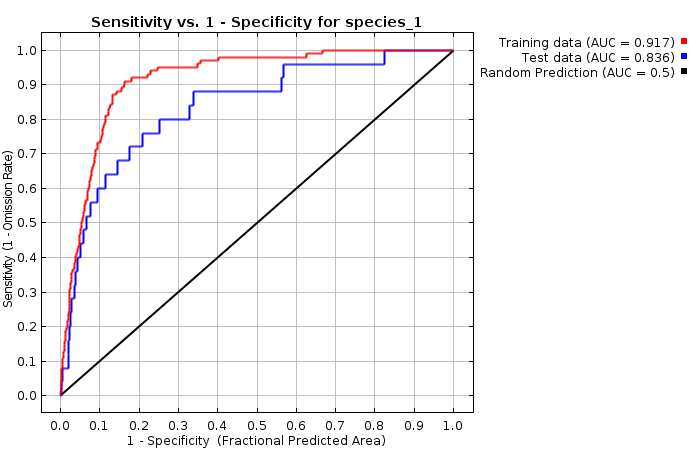 Sensitivity vs. 1 - Specificity for species_1
Training data (AUC = 0.917)
Test data (AUC = 0.836)
Random Prediction (AUC = 0.5)
Sensitivity (1 - Omission Rate)
1.0
0.9
0.8
0.7
0.6
0.5
0.4
0.3
0.2
0.1
0.0
0.0 0.1 0.2 0.3 0.4 0.5 0.6 0.7 0.8 0.9 1.0
1 - Specificity (Fractional Predicted Area)